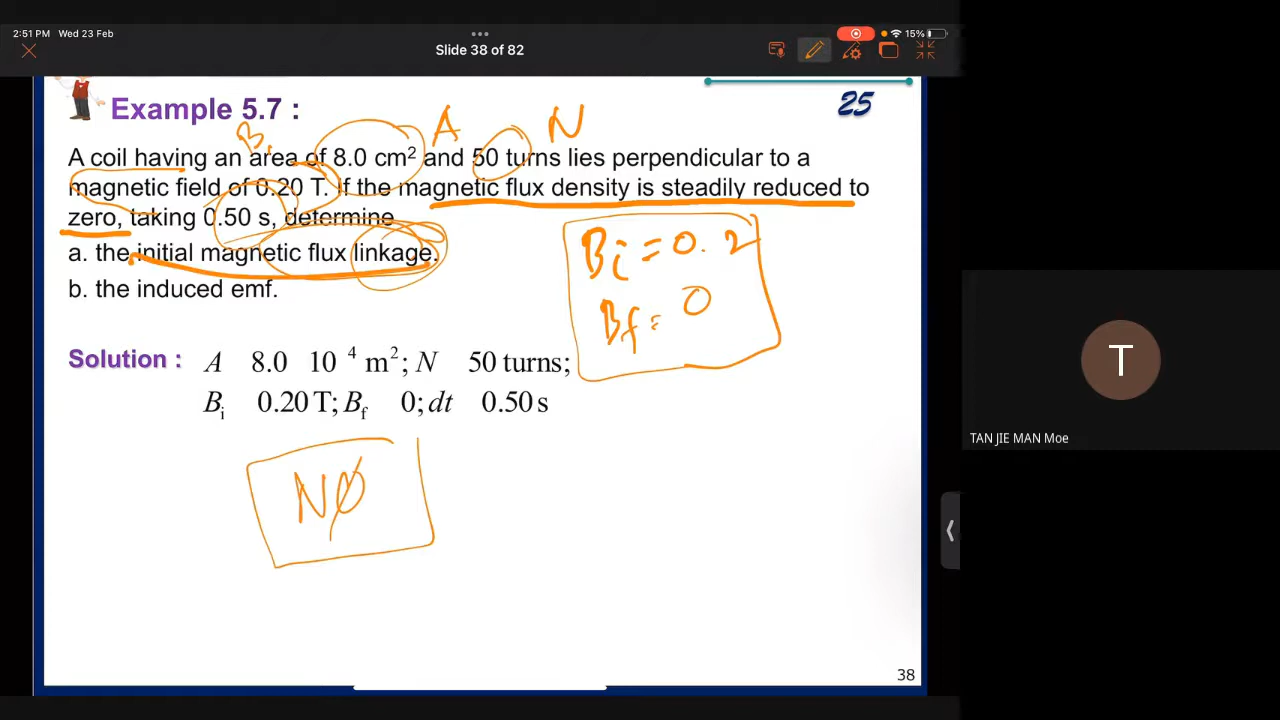 2:51 PM Wed 23 Feb
15%
Slide 38 of 82
Example 5.7 :
25
B
A
N
A coil having an area of 8.0 cm² and 50 turns lies perpendicular to a
magnetic field of 0.20 T. If the magnetic flux density is steadily reduced to
zero, taking 0.50 s, determine
a. the initial magnetic flux linkage.
b. the induced emf.
Bi = 0.2
Bf = 0
Solution : A 8.0 10 ⁴ m²; N 50 turns;
Bi 0.20 T; Bf 0; dt 0.50 s
NØ
38
T
TAN JIE MAN Moe